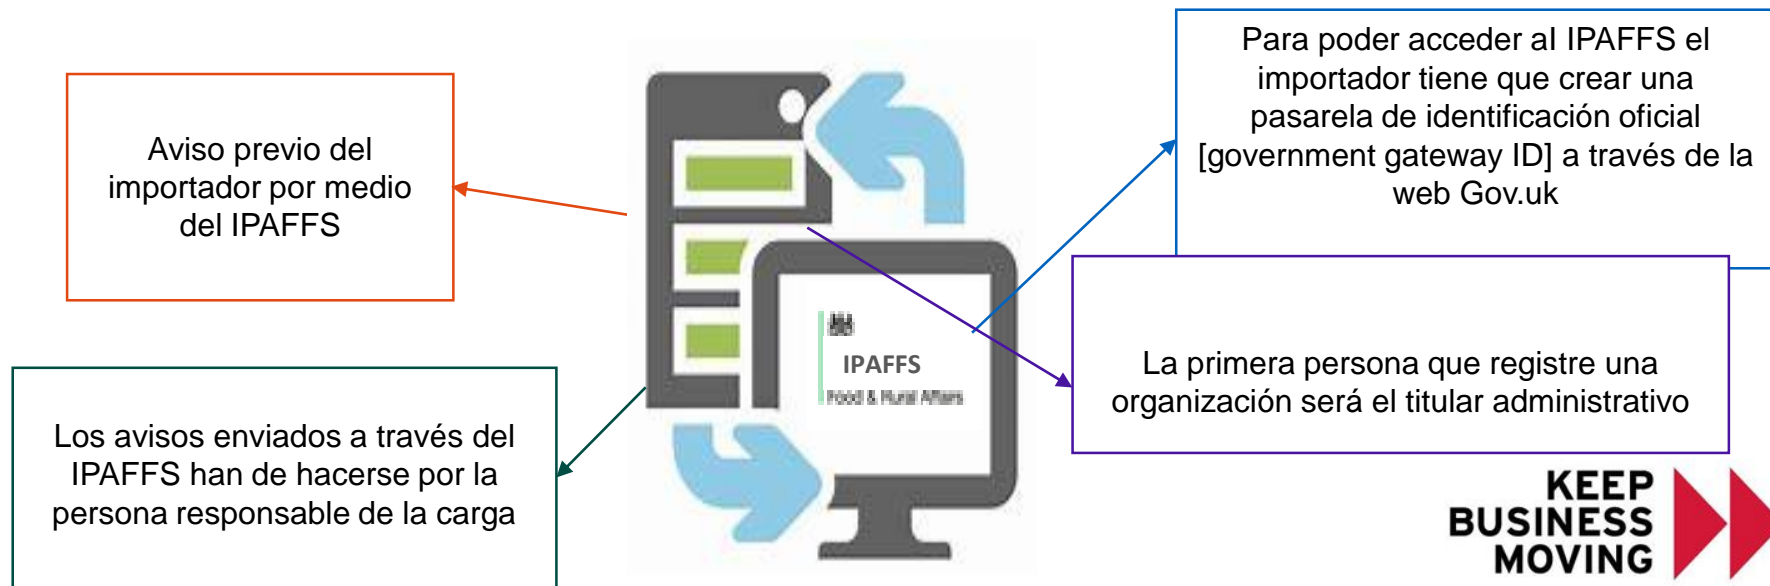 Aviso previo del
importador por medio
del IPAFFS
Los avisos enviados a través del
IPAFFS han de hacerse por la
persona responsable de la carga
IPAFFS
Food & Rural Affairs
Para poder acceder al IPAFFS el
importador tiene que crear una
pasarela de identificación oficial
[government gateway ID] a través de la
web Gov.uk
La primera persona que registre una
organización será el titular administrativo
KEEP
BUSINESS
MOVING